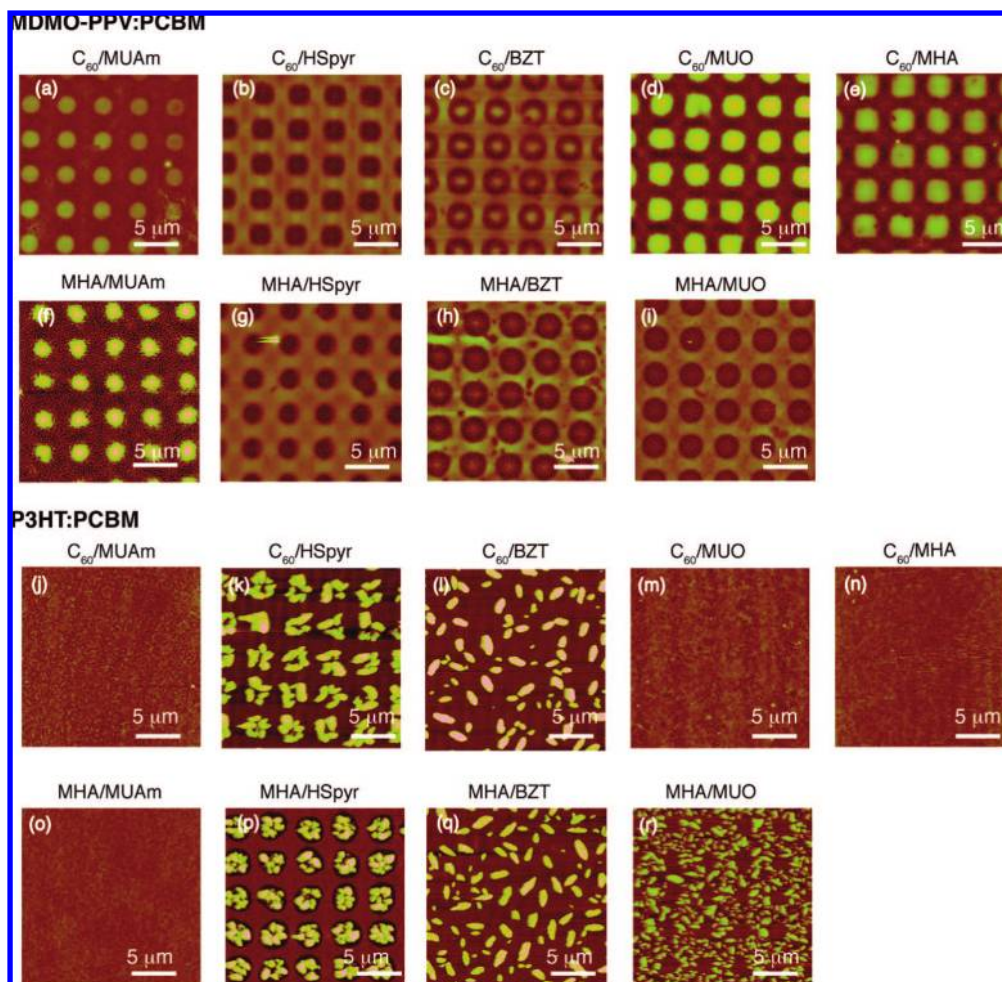 MDMO-PPV:PCBM
C60/MUAm C60/HSpyr C60/BZT C60/MUO C60/MHA
(a) (b) (c) (d) (e)
5 μm 5 μm 5 μm 5 μm 5 μm
MHA/MUAm MHA/HSpyr MHA/BZT MHA/MUO
(f) (g) (h) (i)
5 μm 5 μm 5 μm 5 μm
P3HT:PCBM
C60/MUAm C60/HSpyr C60/BZT C60/MUO C60/MHA
(j) (k) (l) (m) (n)
5 μm 5 μm 5 μm 5 μm 5 μm
MHA/MUAm MHA/HSpyr MHA/BZT MHA/MUO
(o) (p) (q) (r)
5 μm 5 μm 5 μm 5 μm